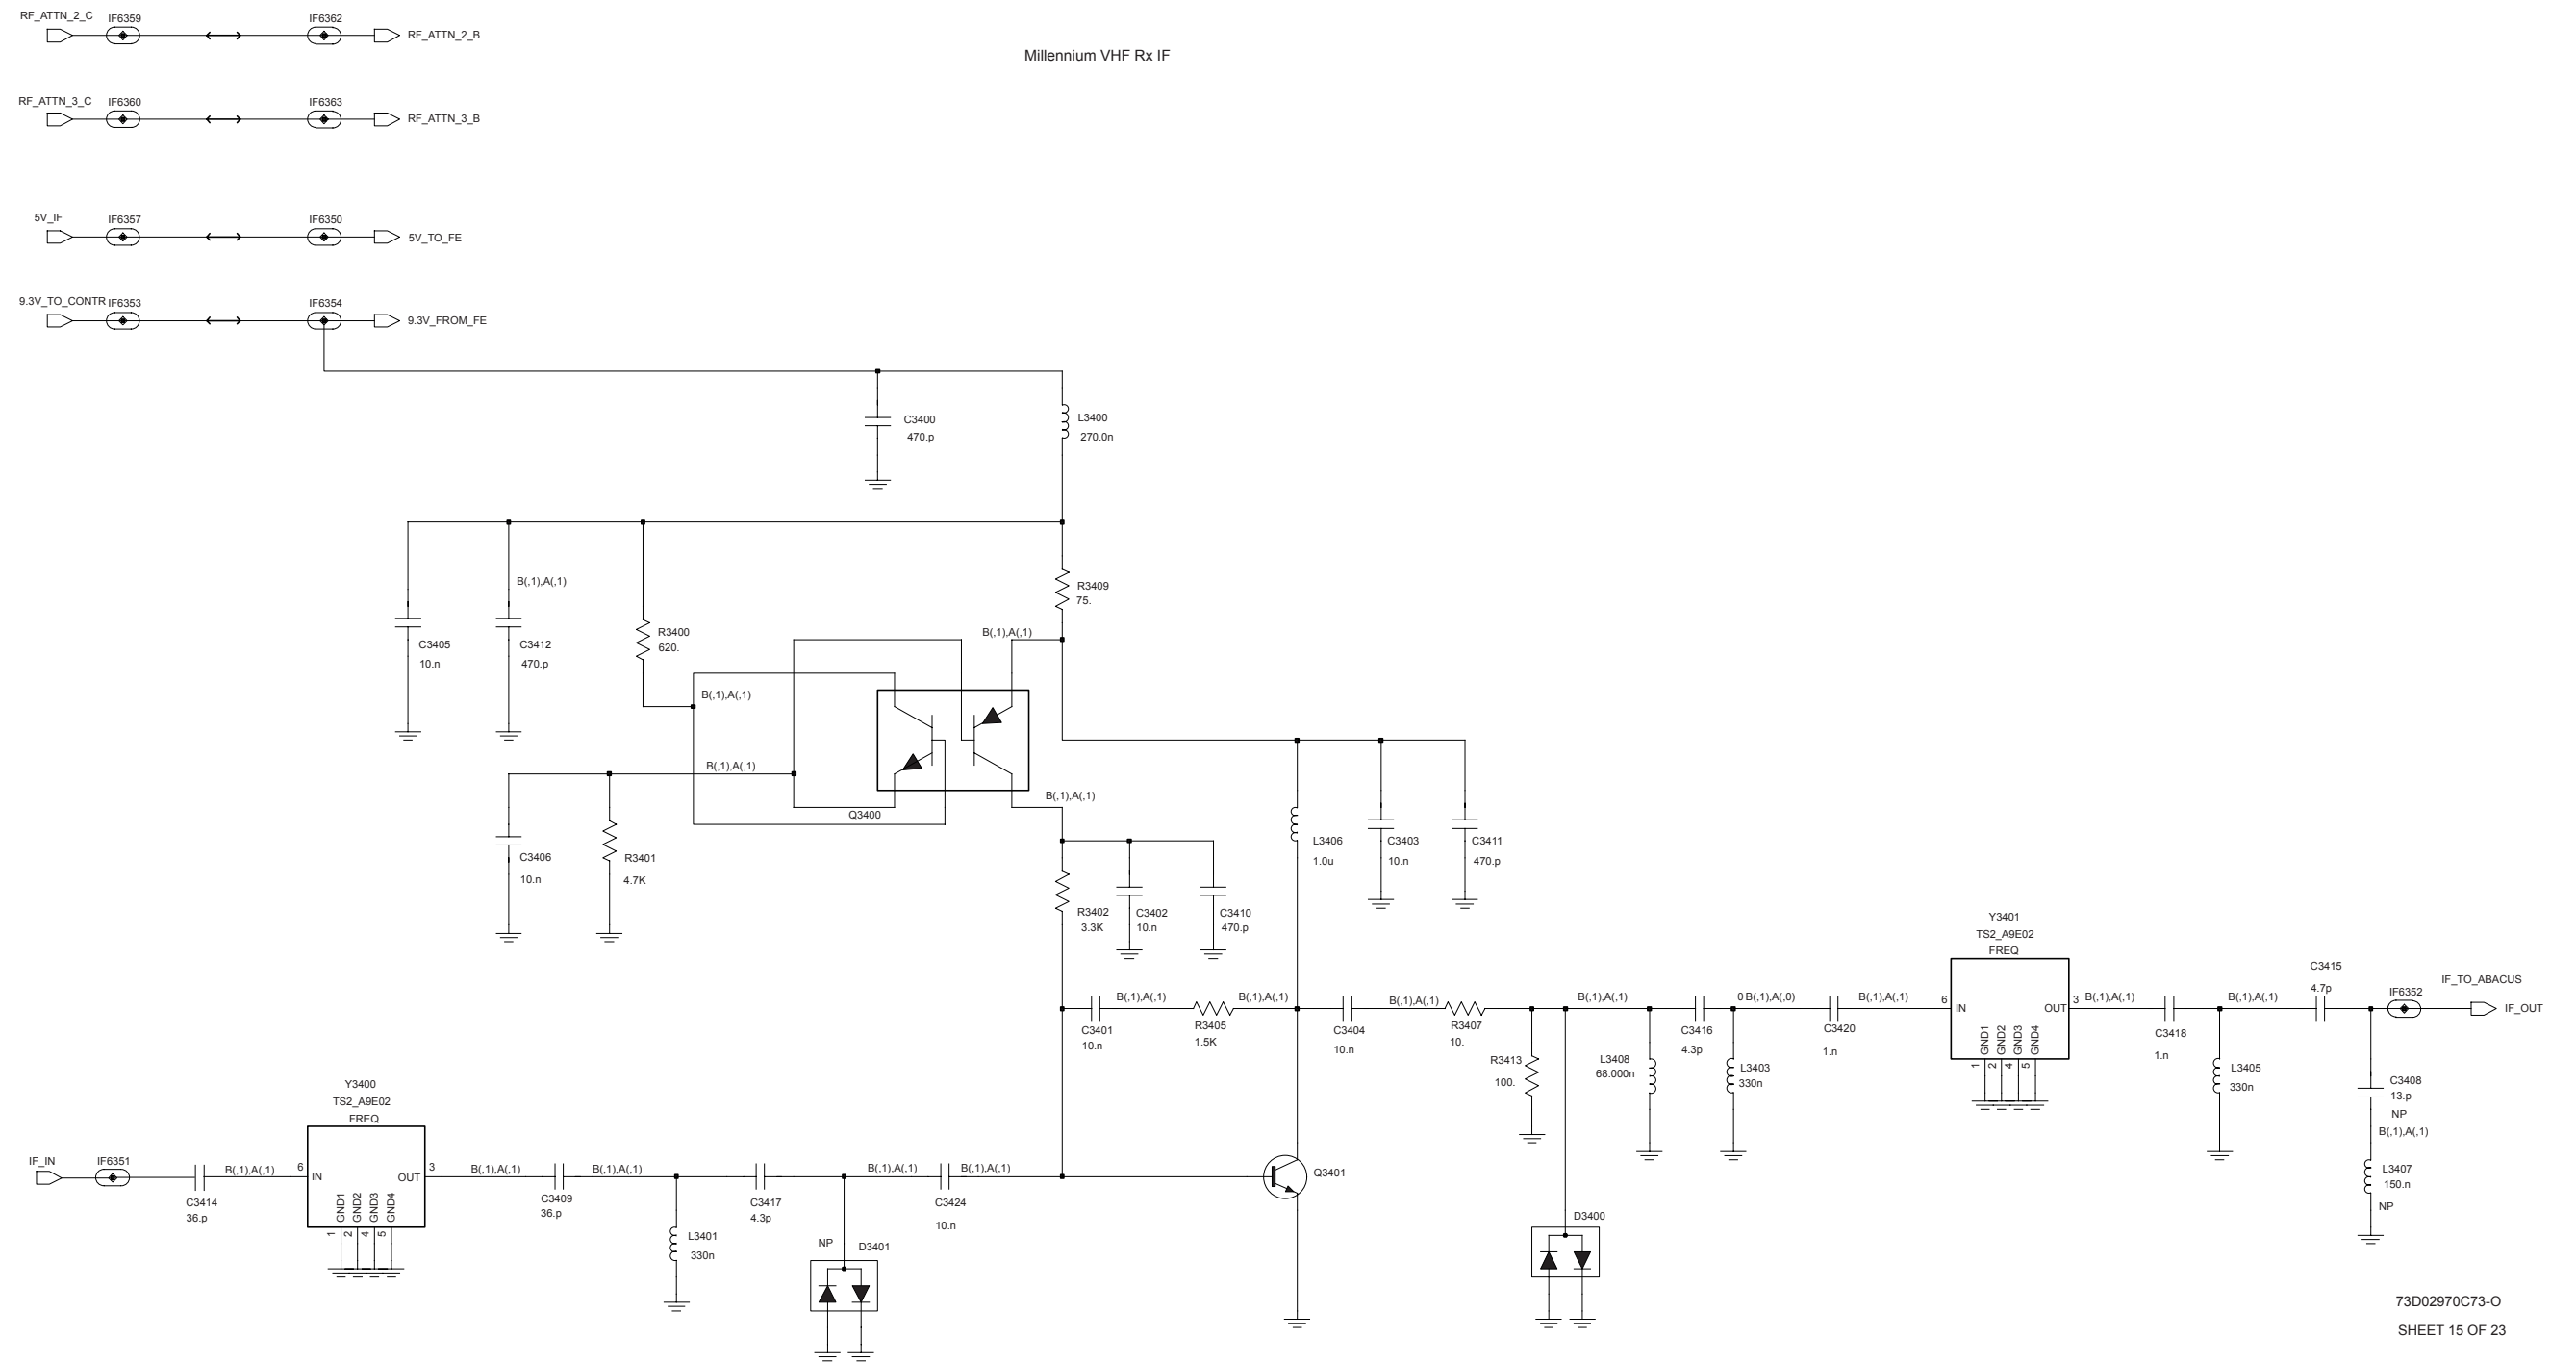 RF_ATTN_2_C
IF6359
IF6362
RF_ATTN_2_B
Millennium VHF Rx IF
RF_ATTN_3_C
IF6360
IF6363
RF_ATTN_3_B
5V_IF
IF6357
IF6350
5V_TO_FE
9.3V_TO_CONTR
IF6353
IF6354
9.3V_FROM_FE
C3400
470.p
L3400
270.0n
B(,1),A(,1)
R3409
75.
C3405
10.n
C3412
470.p
R3400
620.
B(,1),A(,1)
B(,1),A(,1)
B(,1),A(,1)
B(,1),A(,1)
Q3400
C3406
10.n
R3401
4.7K
L3406
1.0u
C3403
10.n
C3411
470.p
R3402
3.3K
C3402
10.n
C3410
470.p
Y3401
TS2_A9E02
FREQ
C3415
4.7p
IF_TO_ABACUS
IF6352
IF_OUT
B(,1),A(,1)
B(,1),A(,1)
B(,1),A(,1)
B(,1),A(,1)
0 B(,1),A(,0)
B(,1),A(,1)
6
IN
OUT
3
B(,1),A(,1)
B(,1),A(,1)
C3401
10.n
R3405
1.5K
C3404
10.n
R3407
10.
R3413
100.
L3408
68.000n
C3416
4.3p
L3403
330n
C3420
1.n
GND1
GND2
GND3
GND4
1
2
4
5
C3418
1.n
L3405
330n
C3408
13.p
NP
B(,1),A(,1)
L3407
150.n
NP
Y3400
TS2_A9E02
FREQ
IF_IN
IF6351
B(,1),A(,1)
6
IN
OUT
3
B(,1),A(,1)
B(,1),A(,1)
B(,1),A(,1)
B(,1),A(,1)
Q3401
C3414
36.p
GND1
GND2
GND3
GND4
1
2
4
5
C3409
36.p
C3417
4.3p
C3424
10.n
L3401
330n
NP
D3401
D3400
73D02970C73-O
SHEET 15 OF 23